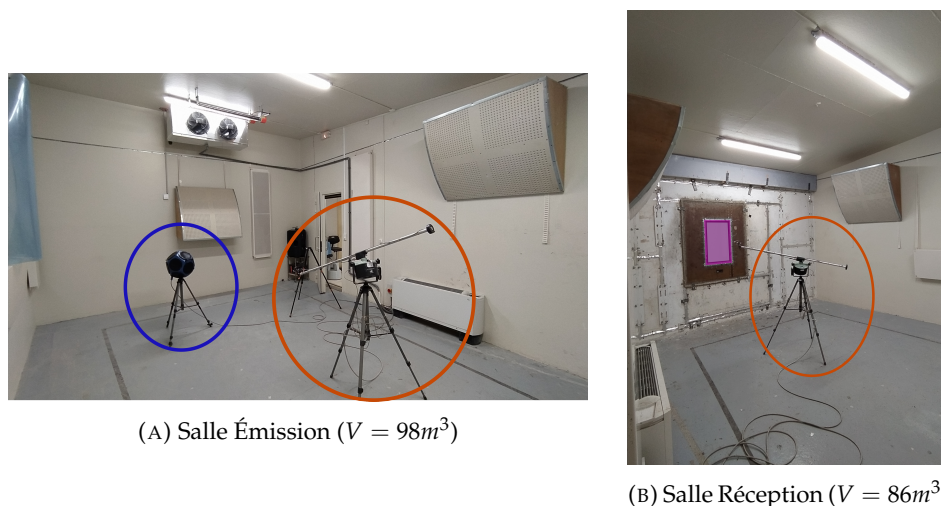 (A) Salle Émission (V = 98m³)
(B) Salle Réception (V = 86m³